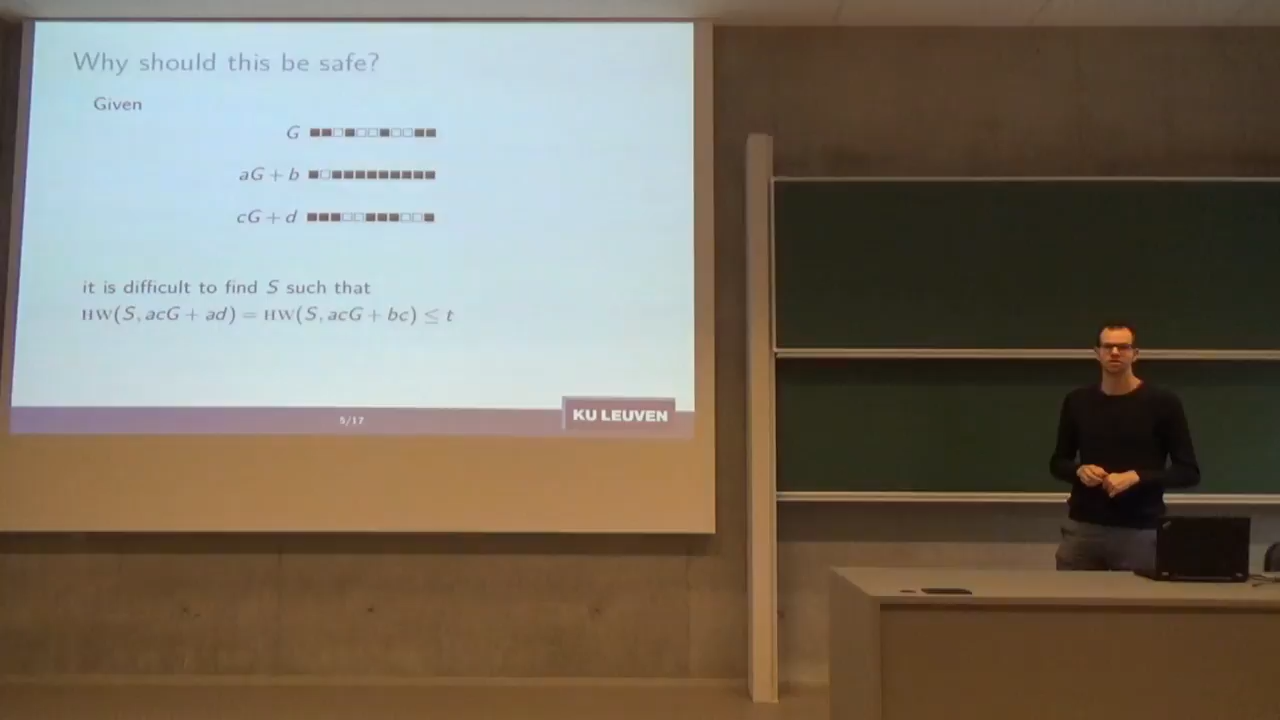 Why should this be safe?
Given
G
aG + b
cG + d
it is difficult to find S such that
HW(S, acG + ad) = HW(S, acG + bc) ≤ t
5/17
KU LEUVEN